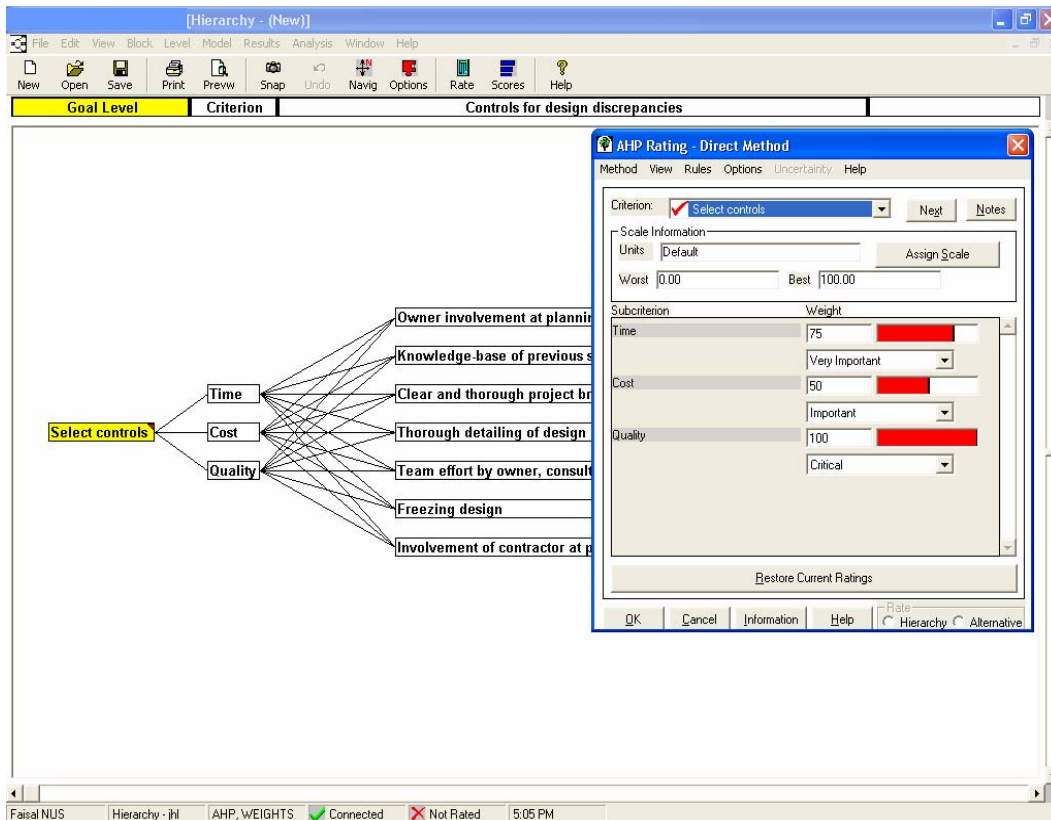 [Hierarchy - (New)]
File Edit View Block Level Model Results Analysis Window Help
New Open Save Print Prevw Snap Undo Navig Options Rate Scores Help
Goal Level Criterion Controls for design discrepancies
AHP Rating - Direct Method
Method View Rules Options Uncertainty Help
Criterion: Select controls Next Notes
Scale Information
Units Default Assign Scale
Worst 0.00 Best 100.00
Subcriterion Weight
Time 75
Very Important
Cost 50
Important
Quality 100
Critical
Restore Current Ratings
OK Cancel Information Help Rate Hierarchy Alternative
Select controls
Time
Cost
Quality
Owner involvement at plannin
Knowledge-base of previous s
Clear and thorough project br
Thorough detailing of design
Team effort by owner, consult
Freezing design
Involvement of contractor at p
Faisal NUS Hierarchy - jhl AHP, WEIGHTS Connected Not Rated 5:05 PM